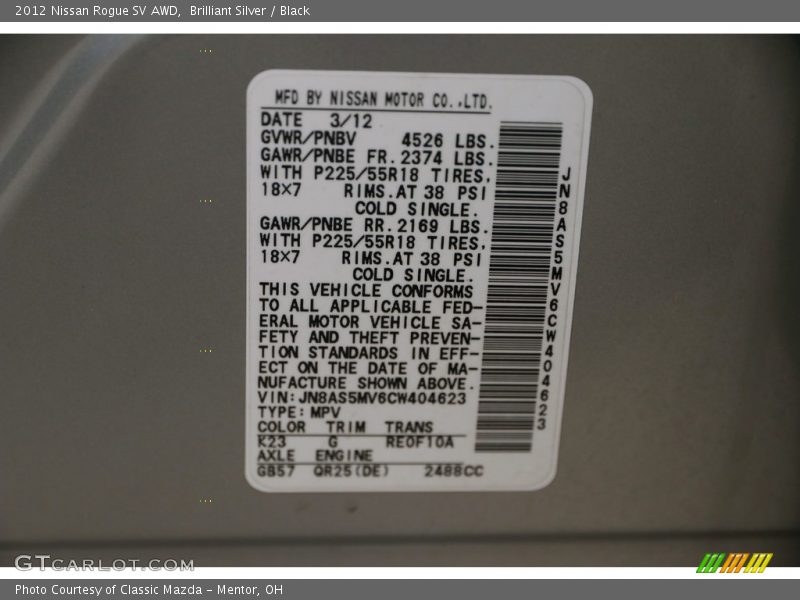 2012 Nissan Rogue SV AWD,  Brilliant Silver / Black
MFD BY NISSAN MOTOR CO.,LTD.
DATE 3/12
GVWR/PNBV 4526 LBS.
GAWR/PNBE FR. 2374 LBS.
WITH P225/55R18 TIRES,
18×7 RIMS.AT 38 PSI
COLD SINGLE.
GAWR/PNBE RR. 2169 LBS.
WITH P225/55R18 TIRES,
18×7 RIMS.AT 38 PSI
COLD SINGLE.
THIS VEHICLE CONFORMS
TO ALL APPLICABLE FED-
ERAL MOTOR VEHICLE SA-
FETY AND THEFT PREVEN-
TION STANDARDS IN EFF-
ECT ON THE DATE OF MA-
NUFACTURE SHOWN ABOVE.
VIN:JN8AS5MV6CW404623
TYPE:MPV
COLOR TRIM TRANS
K23 G RE0F10A
AXLE ENGINE
GB57 QR25(DE) 2488CC
JN8AS5MV6CW404623
GTCARLOT.COM
Photo Courtesy of Classic Mazda - Mentor, OH